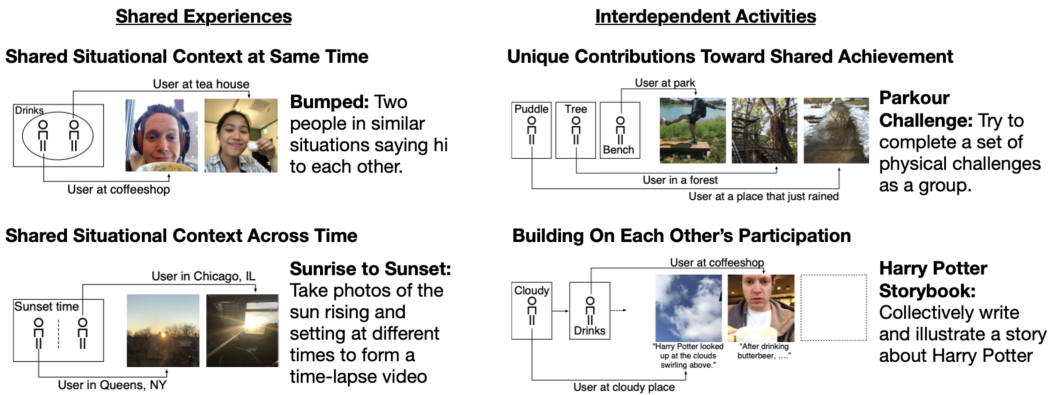 Shared Experiences
Shared Situational Context at Same Time
User at tea house
Drinks
User at coffeeshop
Bumped: Two
people in similar
situations saying hi
to each other.
Shared Situational Context Across Time
User in Chicago, IL
Sunset time
User in Queens, NY
Sunrise to Sunset:
Take photos of the
sun rising and
setting at different
times to form a
time-lapse video
Interdependent Activities
Unique Contributions Toward Shared Achievement
User at park
Puddle
Tree
Bench
User in a forest
User at a place that just rained
Parkour
Challenge: Try to
complete a set of
physical challenges
as a group.
Building On Each Other’s Participation
User at coffeeshop
Cloudy
Drinks
"Harry Potter looked
up at the clouds
swirling above."
"After drinking
butterbeer, ...."
User at cloudy place
Harry Potter
Storybook:
Collectively write
and illustrate a story
about Harry Potter